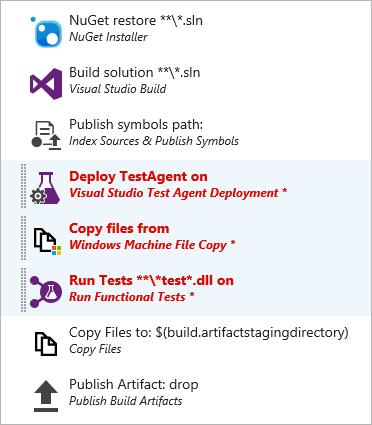 NuGet restore **\*.sln
NuGet Installer
Build solution **\*.sln
Visual Studio Build
Publish symbols path:
Index Sources & Publish Symbols
Deploy TestAgent on
Visual Studio Test Agent Deployment *
Copy files from
Windows Machine File Copy *
Run Tests **\*test*.dll on
Run Functional Tests *
Copy Files to: $(build.artifactstagingdirectory)
Copy Files
Publish Artifact: drop
Publish Build Artifacts